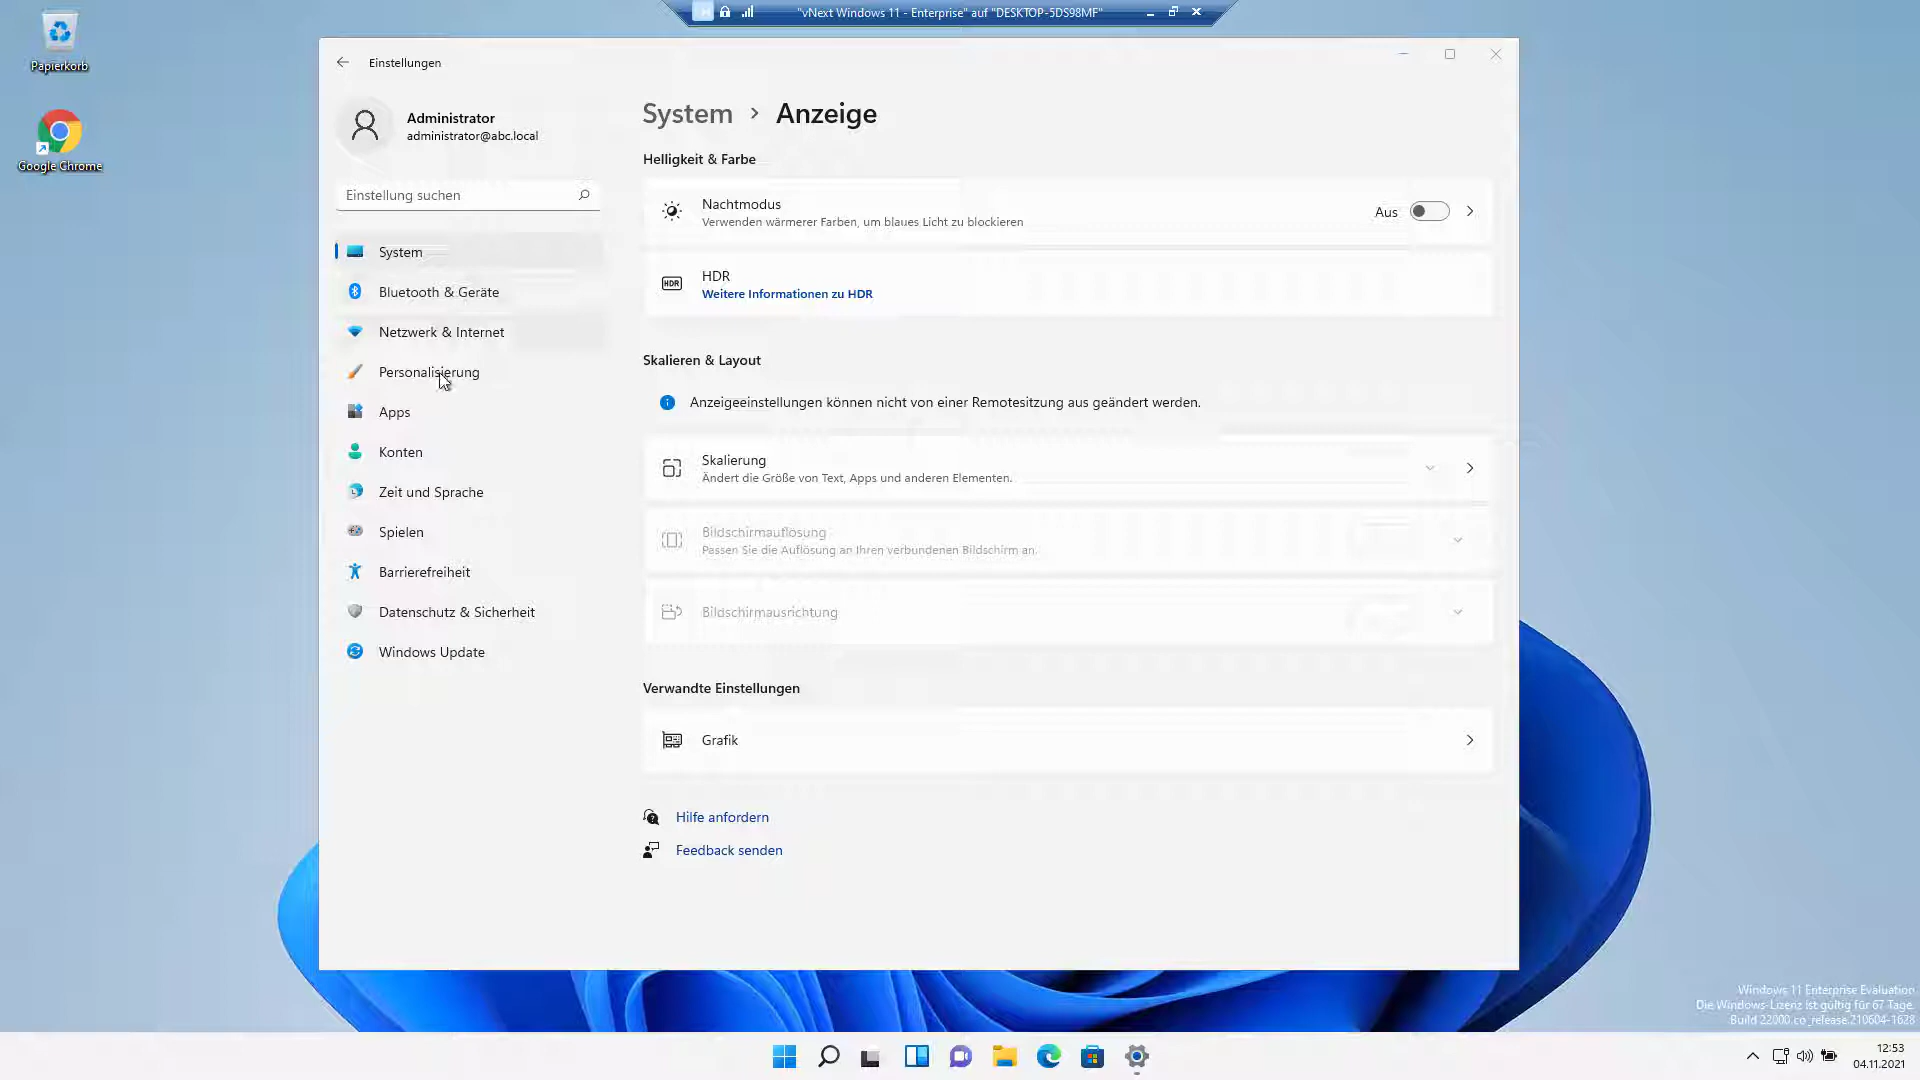 "vNext Windows 11 - Enterprise" auf "DESKTOP-5DS98MF"
Papierkorb
Google Chrome
Einstellungen
Administrator
administrator@abc.local
Einstellung suchen
System
Bluetooth & Geräte
Netzwerk & Internet
Personalisierung
Apps
Konten
Zeit und Sprache
Spielen
Barrierefreiheit
Datenschutz & Sicherheit
Windows Update
System > Anzeige
Helligkeit & Farbe
Nachtmodus
Verwenden wärmerer Farben, um blaues Licht zu blockieren
Aus
HDR
HDR
Weitere Informationen zu HDR
Skalieren & Layout
Anzeigeeinstellungen können nicht von einer Remotesitzung aus geändert werden.
Skalierung
Ändert die Größe von Text, Apps und anderen Elementen.
Bildschirmauflösung
Passen Sie die Auflösung an Ihren verbundenen Bildschirm an.
Bildschirmausrichtung
Verwandte Einstellungen
Grafik
Hilfe anfordern
Feedback senden
Windows 11 Enterprise Evaluation
Die Windows-Lizenz ist gültig für 67 Tage.
Build 22000.co_release.210604-1628
12:53
04.11.2021